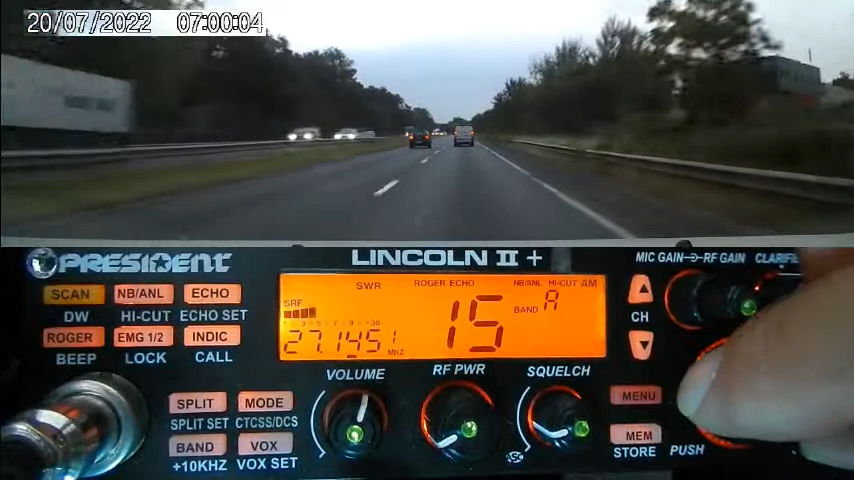 20/07/2022 07:00:04
PRESIDENT LINCOLN II + MIC GAIN RF GAIN
SCAN NB/ANL ECHO SWR ROGER ECHO NB/ANL HI-CUT AM
DW HI-CUT ECHO SET SRF BAND A 15 CH
ROGER EMG 1/2 INDIC 27.1451 MHZ
BEEP LOCK CALL
VOLUME RF PWR SQUELCH
SPLIT MODE MENU
SPLIT SET CTCSS/DCS
BAND VOX MEM
+10KHZ VOX SET ASC STORE PUSH